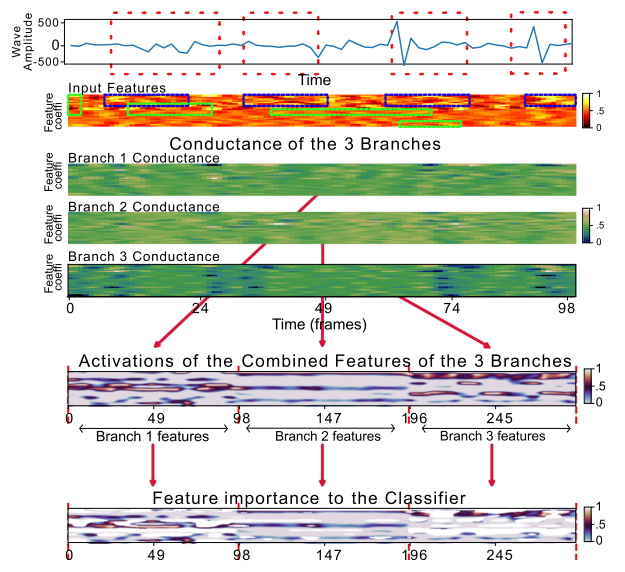 Wave
Amplitude
500
0
-500
Time
Input Features
Feature
coeffi
1
.5
0
Conductance of the 3 Branches
Branch 1 Conductance
Feature
coeffi
Branch 2 Conductance
Feature
coeffi
1
.5
0
Branch 3 Conductance
Feature
coeffi
0 24 49 74 98
Time (frames)
Activations of the Combined Features of the 3 Branches
1
.5
0
0 49 98 147 196 245
Branch 1 features Branch 2 features Branch 3 features
Feature importance to the Classifier
1
.5
0
0 49 98 147 196 245